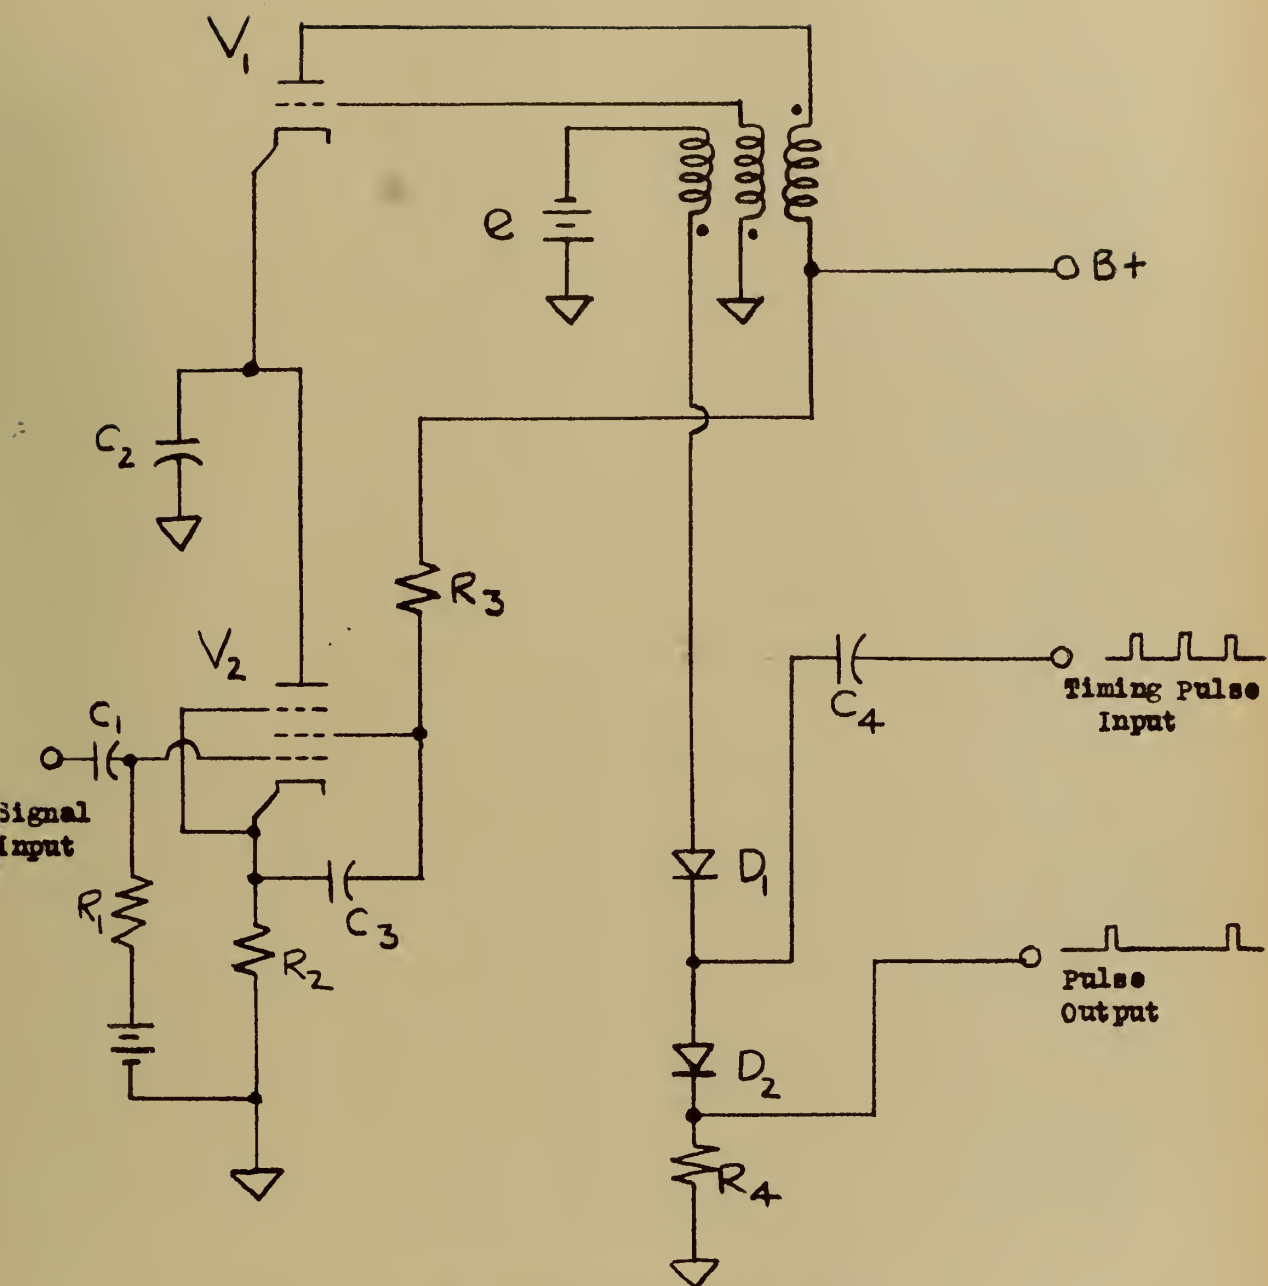 V1
e
B+
C2
R3
V2
C1
Signal
Input
C4
Timing Pulse
Input
R1
C3
R2
D1
Pulse
Output
D2
R4